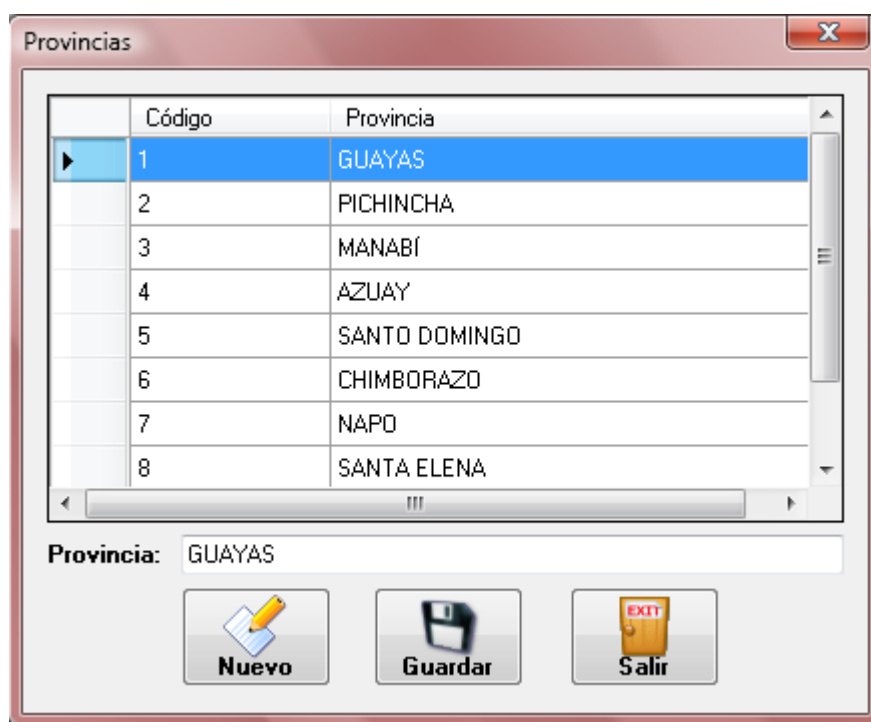 Provincias
Código Provincia
1 GUAYAS
2 PICHINCHA
3 MANABÍ
4 AZUAY
5 SANTO DOMINGO
6 CHIMBORAZO
7 NAPO
8 SANTA ELENA
Provincia: GUAYAS
EXIT
Nuevo Guardar Salir